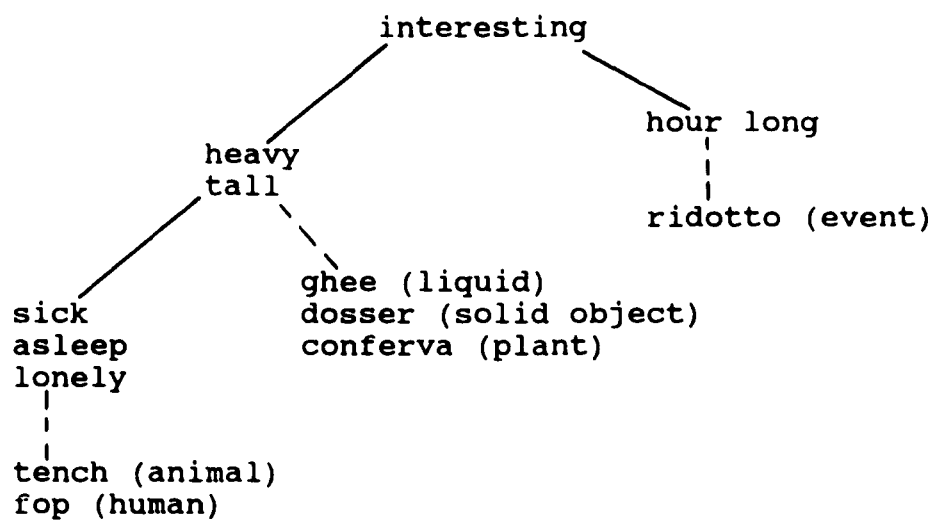 interesting
hour long
heavy
tall
ridotto (event)
ghee (liquid)
sick
dosser (solid object)
asleep
conferva (plant)
lonely
tench (animal)
fop (human)